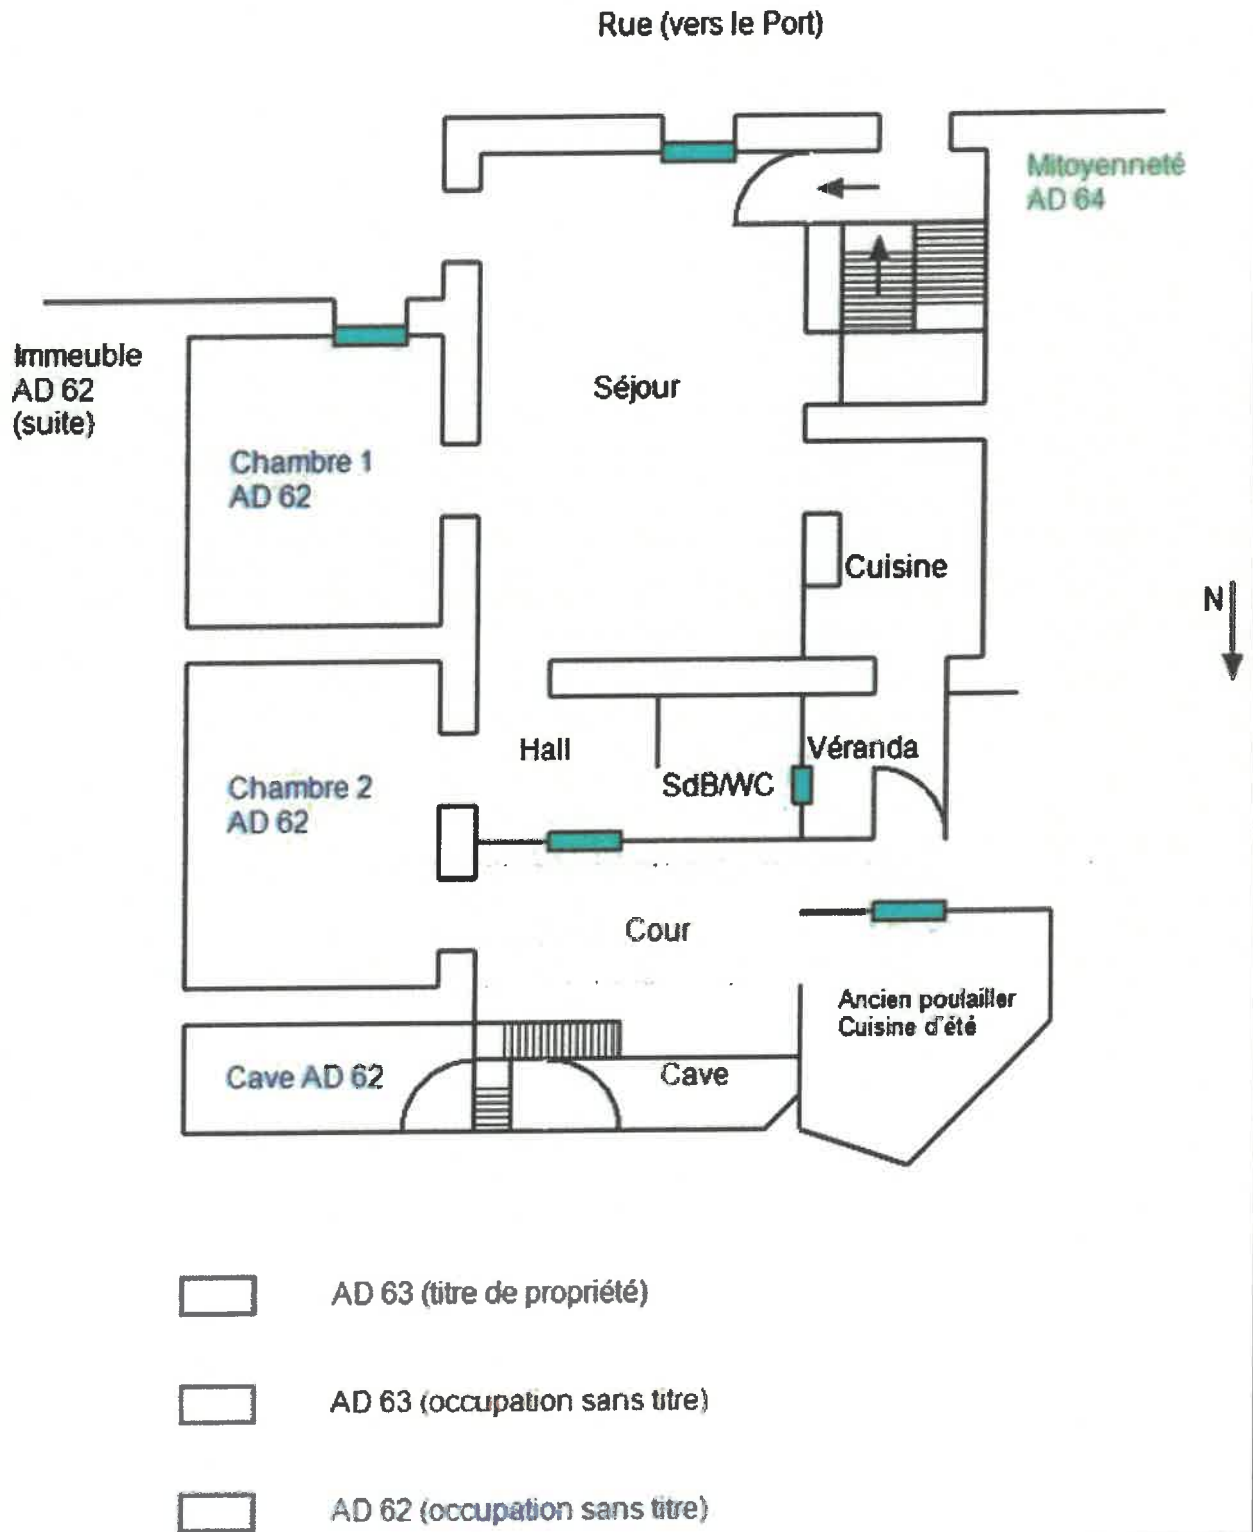 Rue (vers le Port)
Mitoyenneté
AD 64
Immeuble
AD 62
(suite)
Séjour
Chambre 1
AD 62
Cuisine
N
Hall
Véranda
SdB/WC
Chambre 2
AD 62
Cour
Ancien poulailler
Cuisine d'été
Cave AD 62
Cave
AD 63 (titre de propriété)
AD 63 (occupation sans titre)
AD 62 (occupation sans titre)